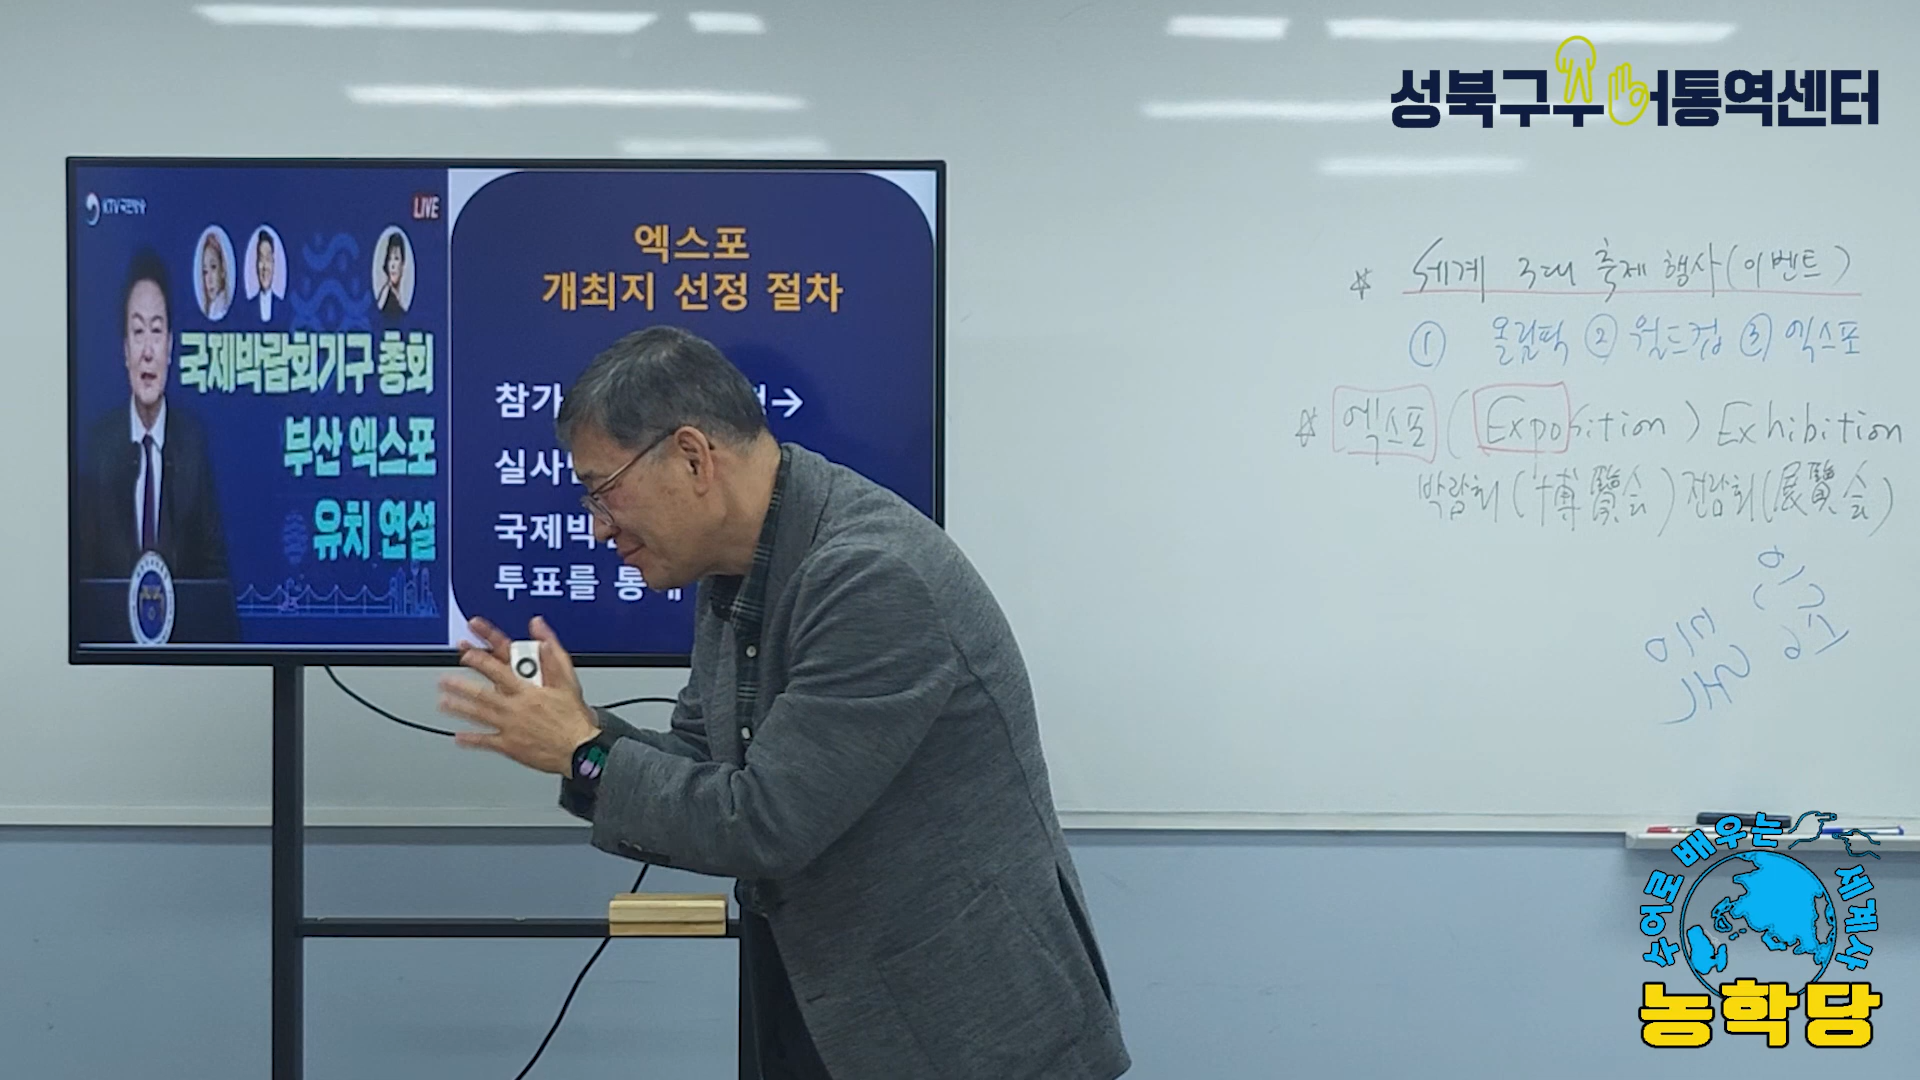 성북구수어통역센터
KTV 국민방송
LIVE
국제박람회기구 총회
부산 엑스포
유치 연설
엑스포
개최지 선정 절차
참가
실사
국제박
투표를 통해
세계 3대 축제 행사(이벤트)
① 올림픽 ② 월드컵 ③ 엑스포
엑스포 (Exposition) Exhibition
박람회(博覽会) 전람회(展覽会)
수어로 배우는 세계사
농학당